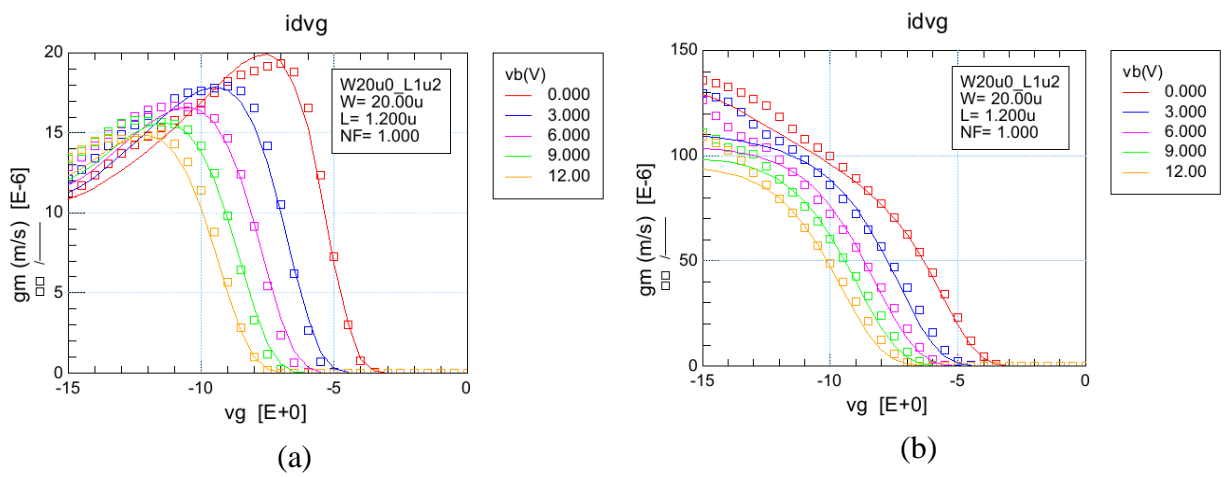 idvg
20
15
10
5
0
-15
-10
-5
0
gm (m/s) [E-6]
□□ /
vg [E+0]
W20u0_L1u2
W= 20.00u
L= 1.200u
NF= 1.000
vb(V)
0.000
3.000
6.000
9.000
12.00
(a)
idvg
150
100
50
0
-15
-10
-5
0
gm (m/s) [E-6]
□□ /
vg [E+0]
W20u0_L1u2
W= 20.00u
L= 1.200u
NF= 1.000
vb(V)
0.000
3.000
6.000
9.000
12.00
(b)